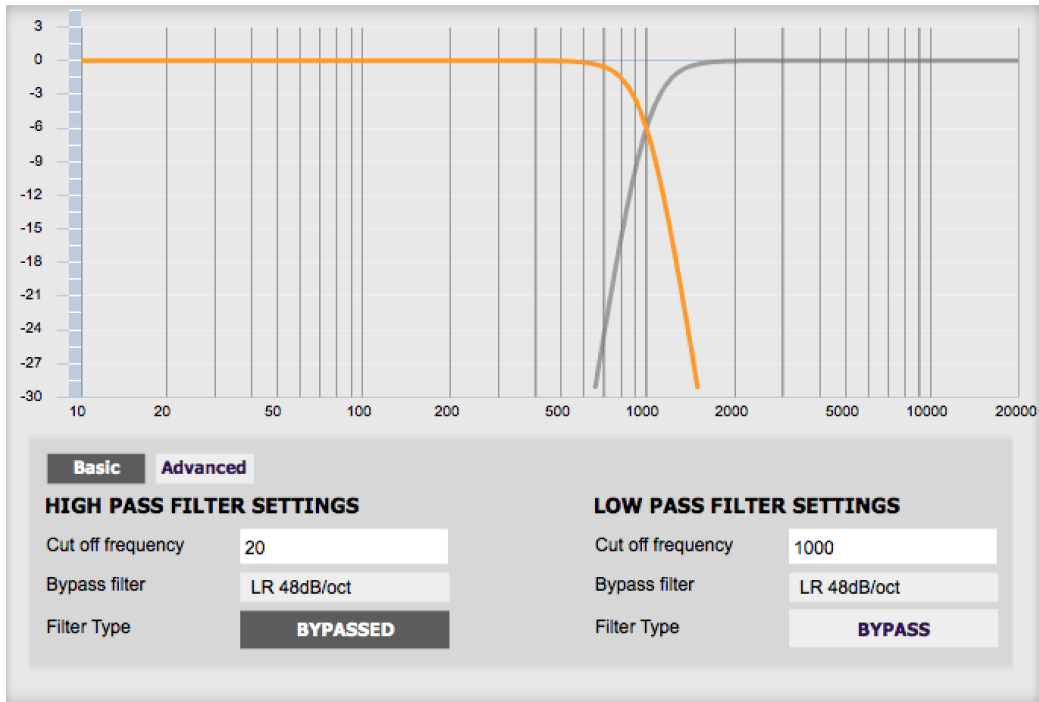 3
0
-3
-6
-9
-12
-15
-18
-21
-24
-27
-30
10 20 50 100 200 500 1000 2000 5000 10000 20000
Basic Advanced
HIGH PASS FILTER SETTINGS
Cut off frequency 20
Bypass filter LR 48dB/oct
Filter Type BYPASSED
LOW PASS FILTER SETTINGS
Cut off frequency 1000
Bypass filter LR 48dB/oct
Filter Type BYPASS